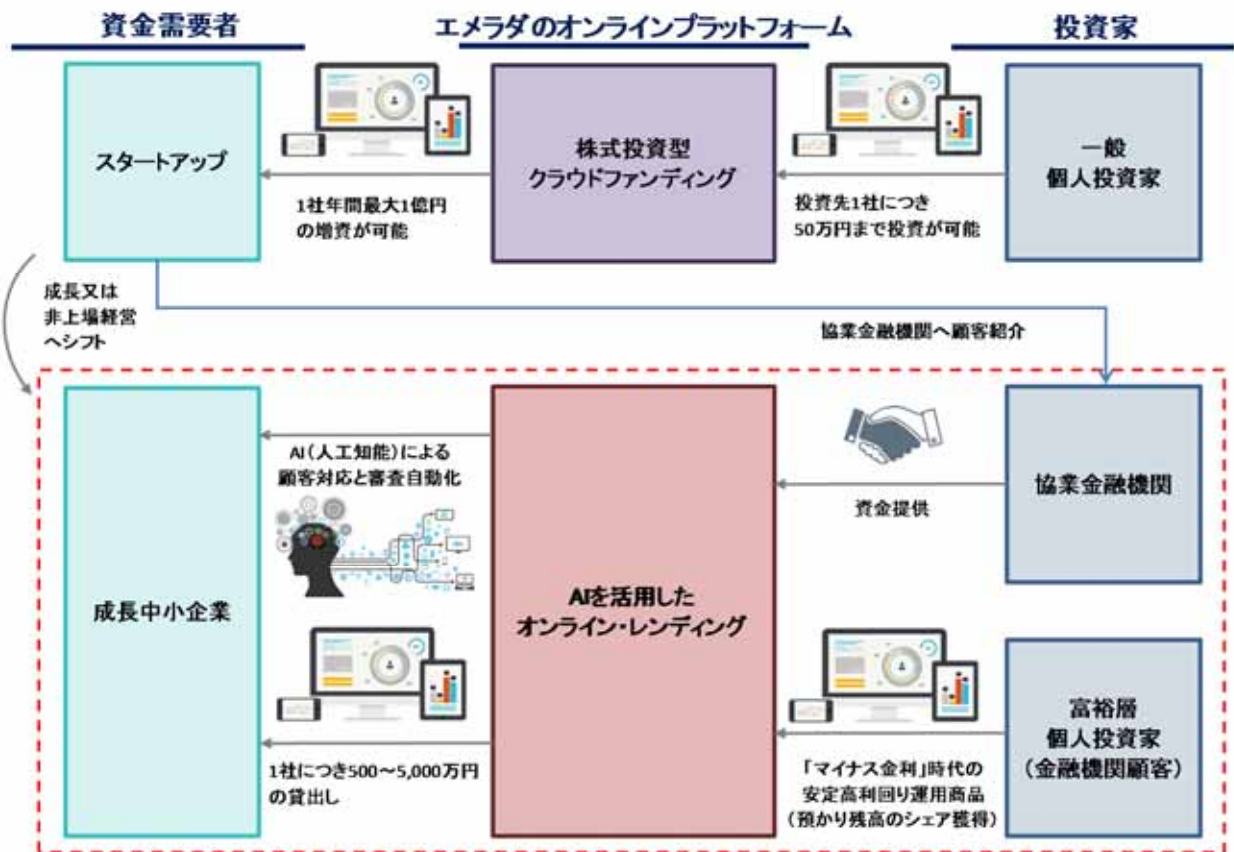 資金需要者
エメラダのオンラインプラットフォーム
投資家
スタートアップ
1社年間最大1億円
の増資が可能
株式投資型
クラウドファンディング
投資先1社につき
50万円まで投資が可能
一般
個人投資家
成長又は
非上場経営
へシフト
協業金融機関へ顧客紹介
成長中小企業
AI(人工知能)による
顧客対応と審査自動化
1社につき500～5,000万円
の貸出し
AIを活用した
オンライン・レンディング
資金提供
協業金融機関
「マイナス金利」時代の
安定高利回り運用商品
(預かり残高のシェア獲得)
富裕層
個人投資家
(金融機関顧客)